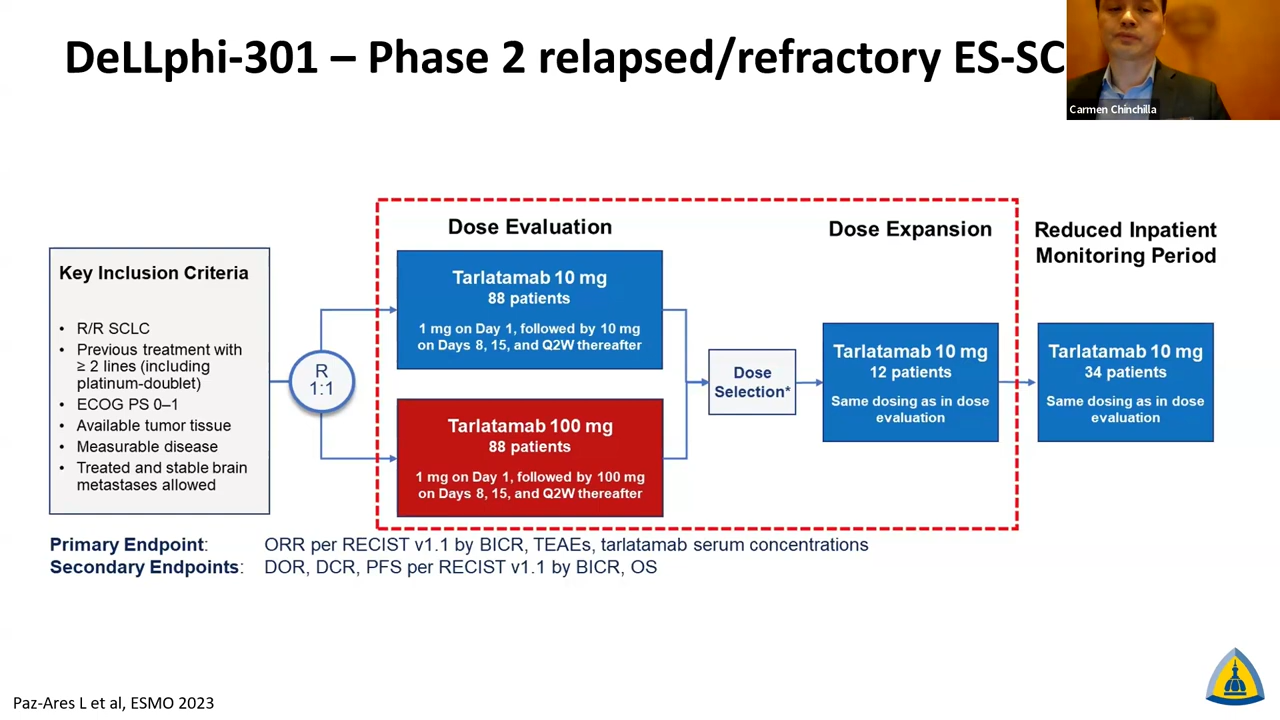 DeLLphi-301 – Phase 2 relapsed/refractory ES-SC
Carmen Chinchilla
Key Inclusion Criteria
• R/R SCLC
• Previous treatment with
≥ 2 lines (including
platinum-doublet)
• ECOG PS 0–1
• Available tumor tissue
• Measurable disease
• Treated and stable brain
metastases allowed
R
1:1
Dose Evaluation
Tarlatamab 10 mg
88 patients
1 mg on Day 1, followed by 10 mg
on Days 8, 15, and Q2W thereafter
Tarlatamab 100 mg
88 patients
1 mg on Day 1, followed by 100 mg
on Days 8, 15, and Q2W thereafter
Dose
Selection*
Dose Expansion
Tarlatamab 10 mg
12 patients
Same dosing as in dose
evaluation
Reduced Inpatient
Monitoring Period
Tarlatamab 10 mg
34 patients
Same dosing as in dose
evaluation
Primary Endpoint: ORR per RECIST v1.1 by BICR, TEAEs, tarlatamab serum concentrations
Secondary Endpoints: DOR, DCR, PFS per RECIST v1.1 by BICR, OS
Paz-Ares L et al, ESMO 2023